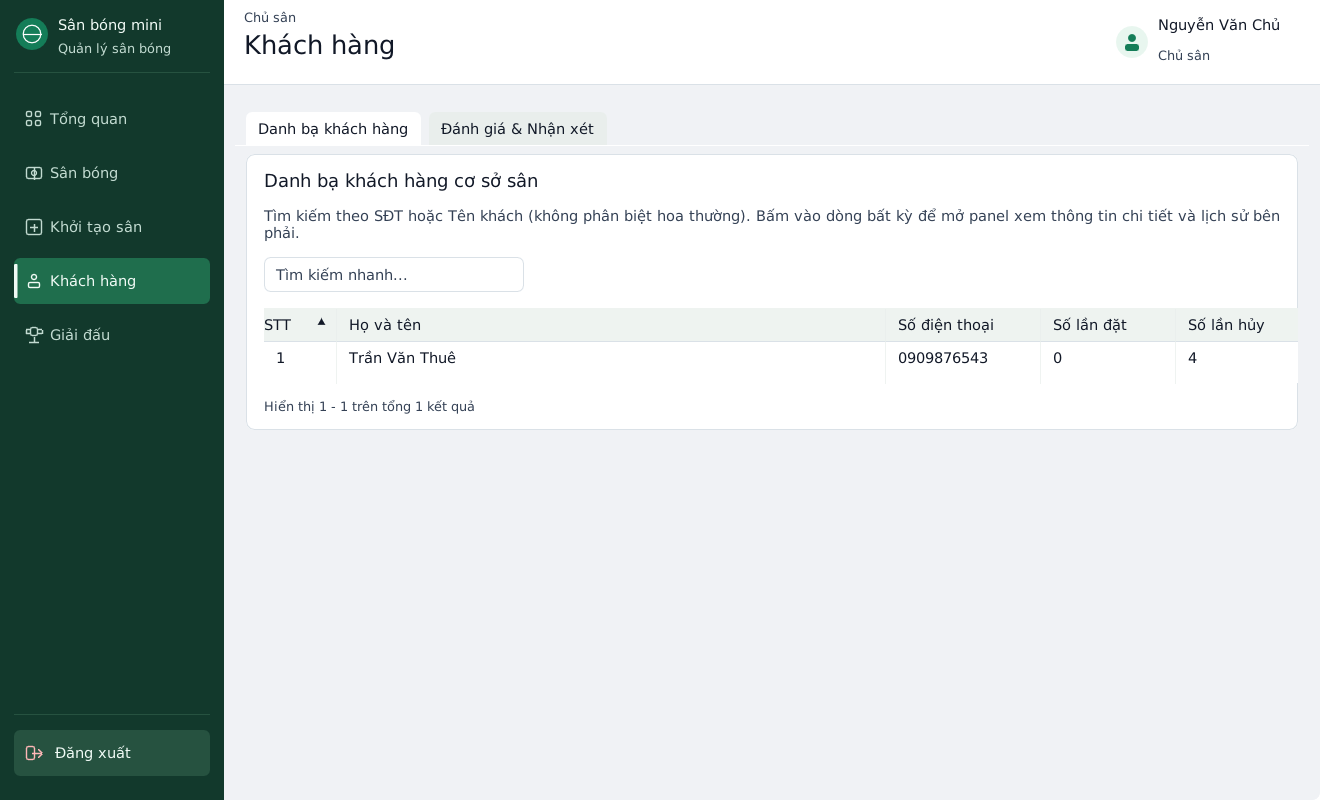 Sân bóng mini
Quản lý sân bóng
Tổng quan
Sân bóng
Khởi tạo sân
Khách hàng
Giải đấu
Đăng xuất
Chủ sân
Khách hàng
Nguyễn Văn Chủ
Chủ sân
Danh bạ khách hàng
Đánh giá & Nhận xét
Danh bạ khách hàng cơ sở sân
Tìm kiếm theo SĐT hoặc Tên khách (không phân biệt hoa thường). Bấm vào dòng bất kỳ để mở panel xem thông tin chi tiết và lịch sử bên
phải.
Tìm kiếm nhanh...
STT ▲ Họ và tên Số điện thoại Số lần đặt Số lần hủy
1 Trần Văn Thuê 0909876543 0 4
Hiển thị 1 - 1 trên tổng 1 kết quả